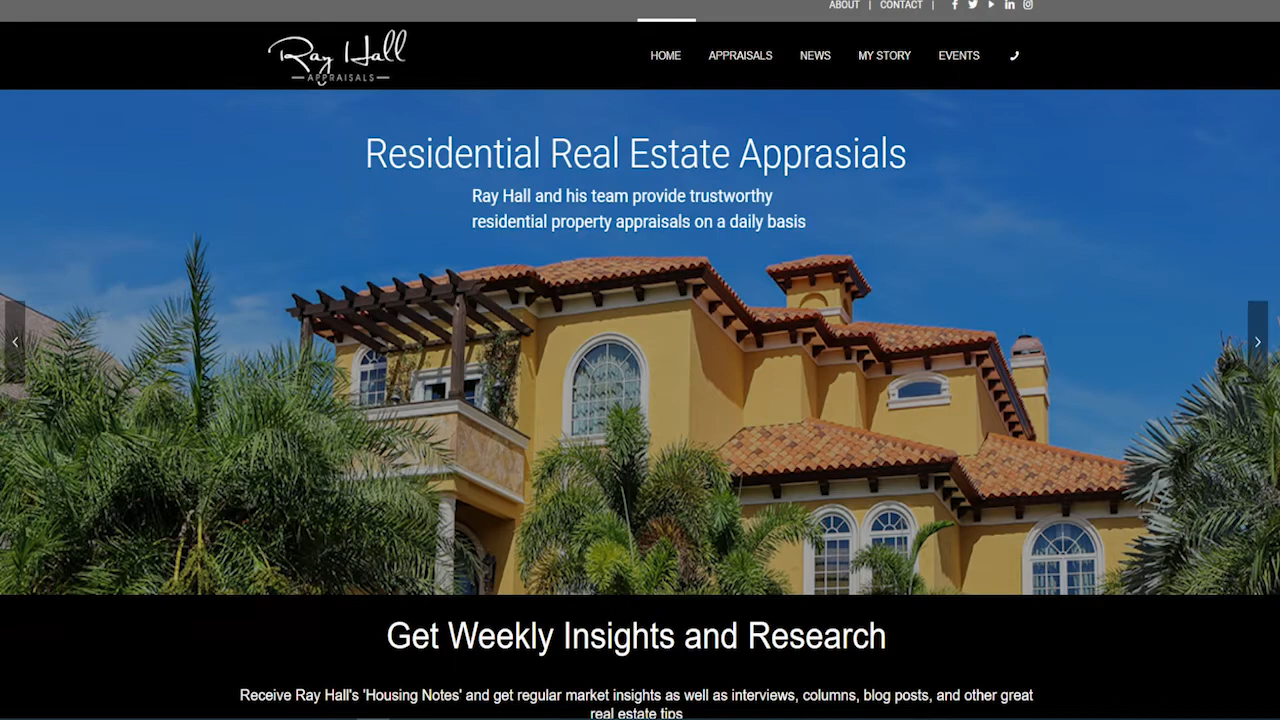 ABOUT | CONTACT |
Ray Hall
APPRAISALS
HOME APPRAISALS NEWS MY STORY EVENTS
Residential Real Estate Apprasials
Ray Hall and his team provide trustworthy
residential property appraisals on a daily basis
Get Weekly Insights and Research
Receive Ray Hall's 'Housing Notes' and get regular market insights as well as interviews, columns, blog posts, and other great
real estate tips